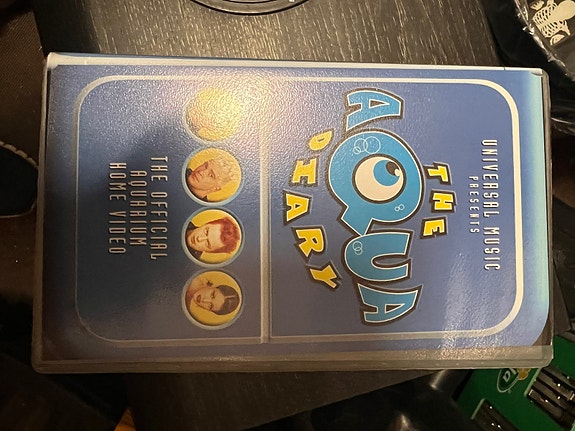 UNIVERSAL MUSIC
PRESENTS
THE
AQUA
DIARY
THE OFFICIAL
AQUARIUM
HOME VIDEO